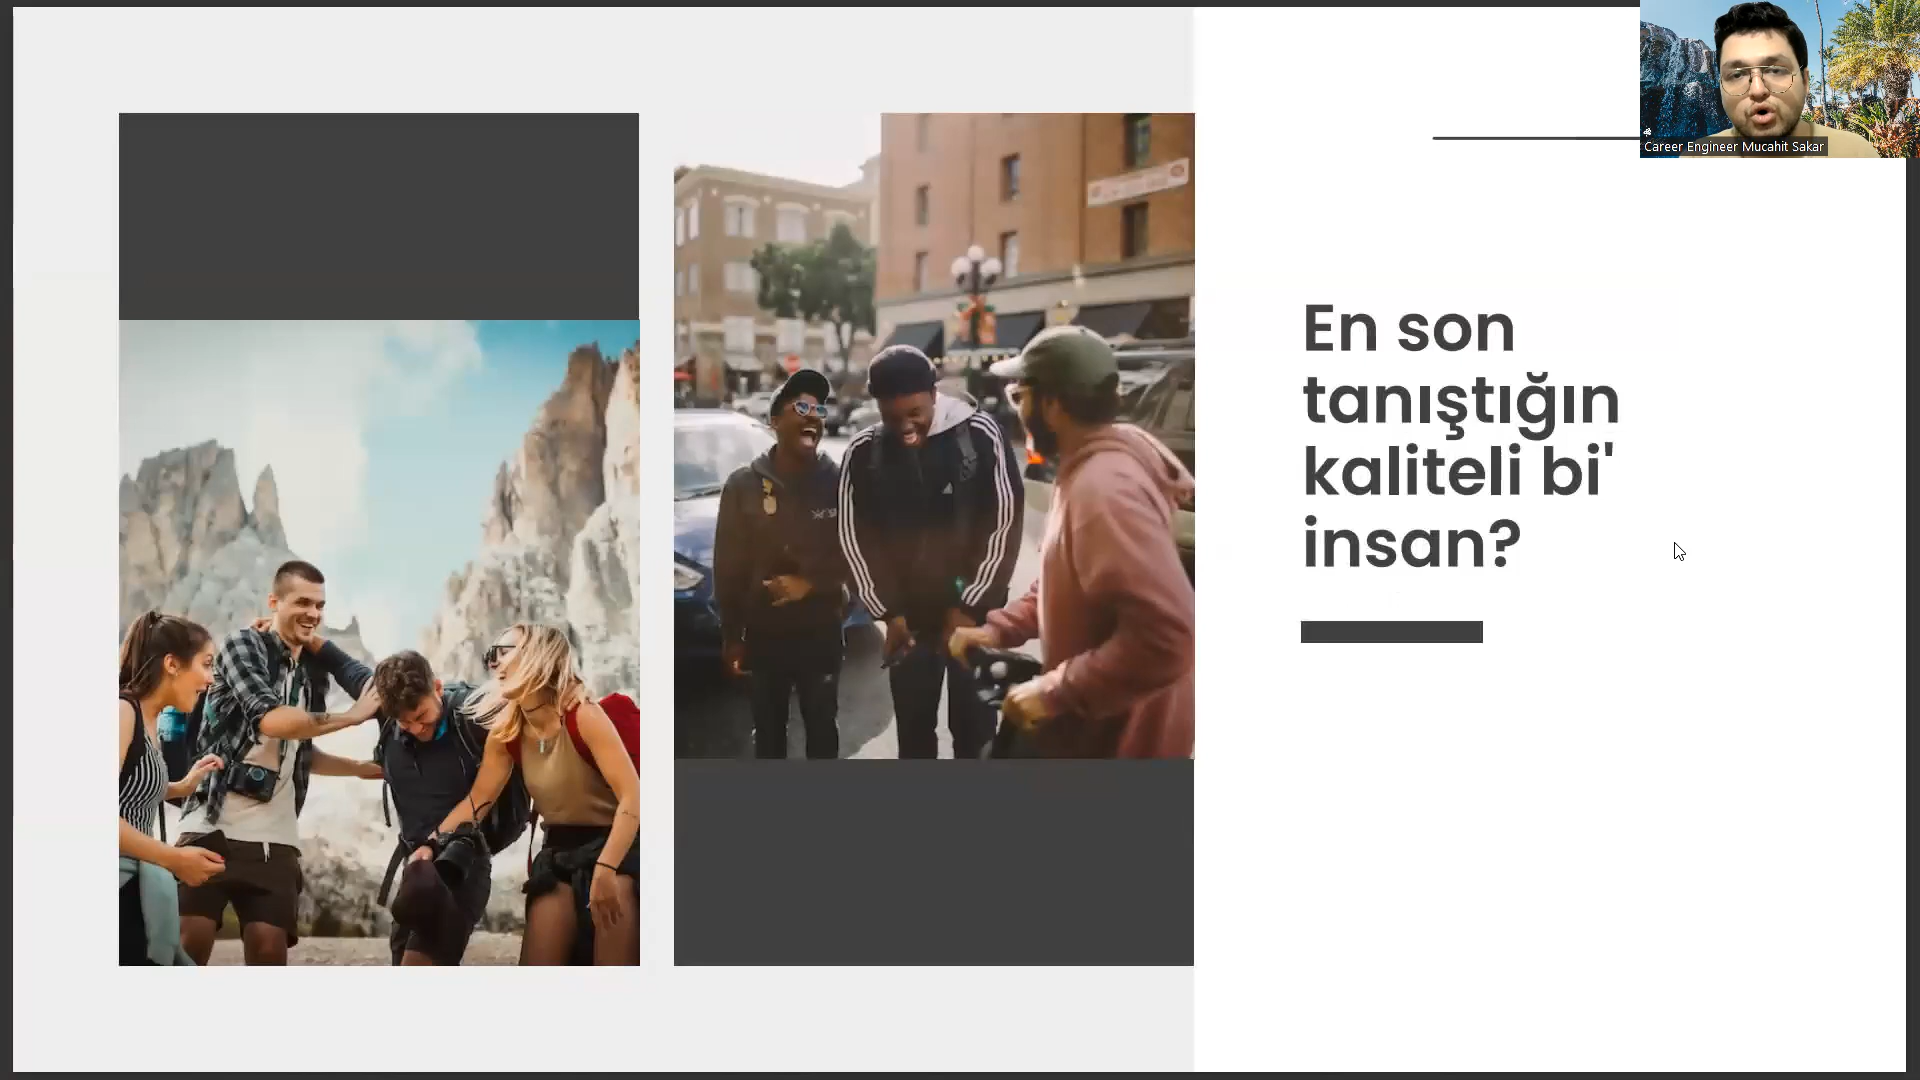 Career Engineer Mucahit Sakar
En son
tanıştığın
kaliteli bi'
insan?